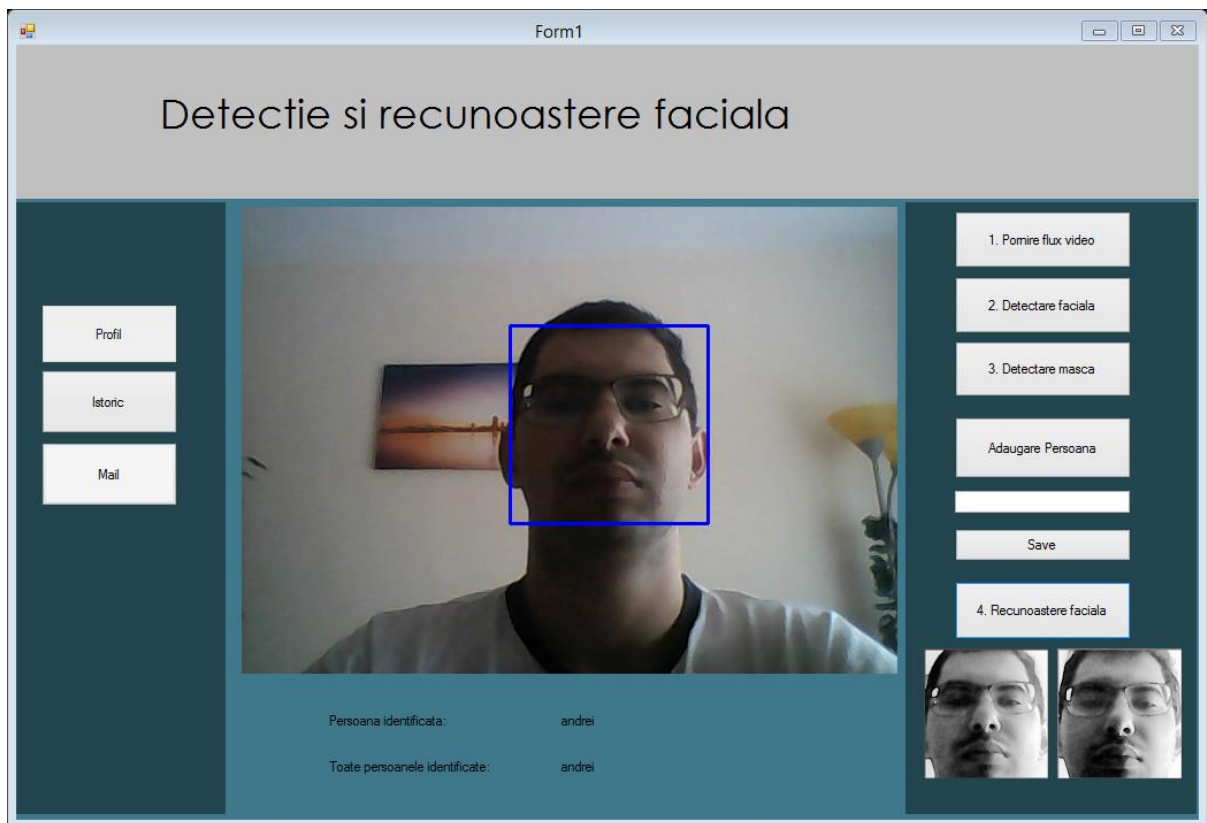 Form1
Detectie si recunoastere faciala
Profil
Istoric
Mail
1. Pornire flux video
2. Detectare faciala
3. Detectare masca
Adaugare Persoana
Save
4. Recunoastere faciala
Persoana identificata: andrei
Toate persoanele identificate: andrei